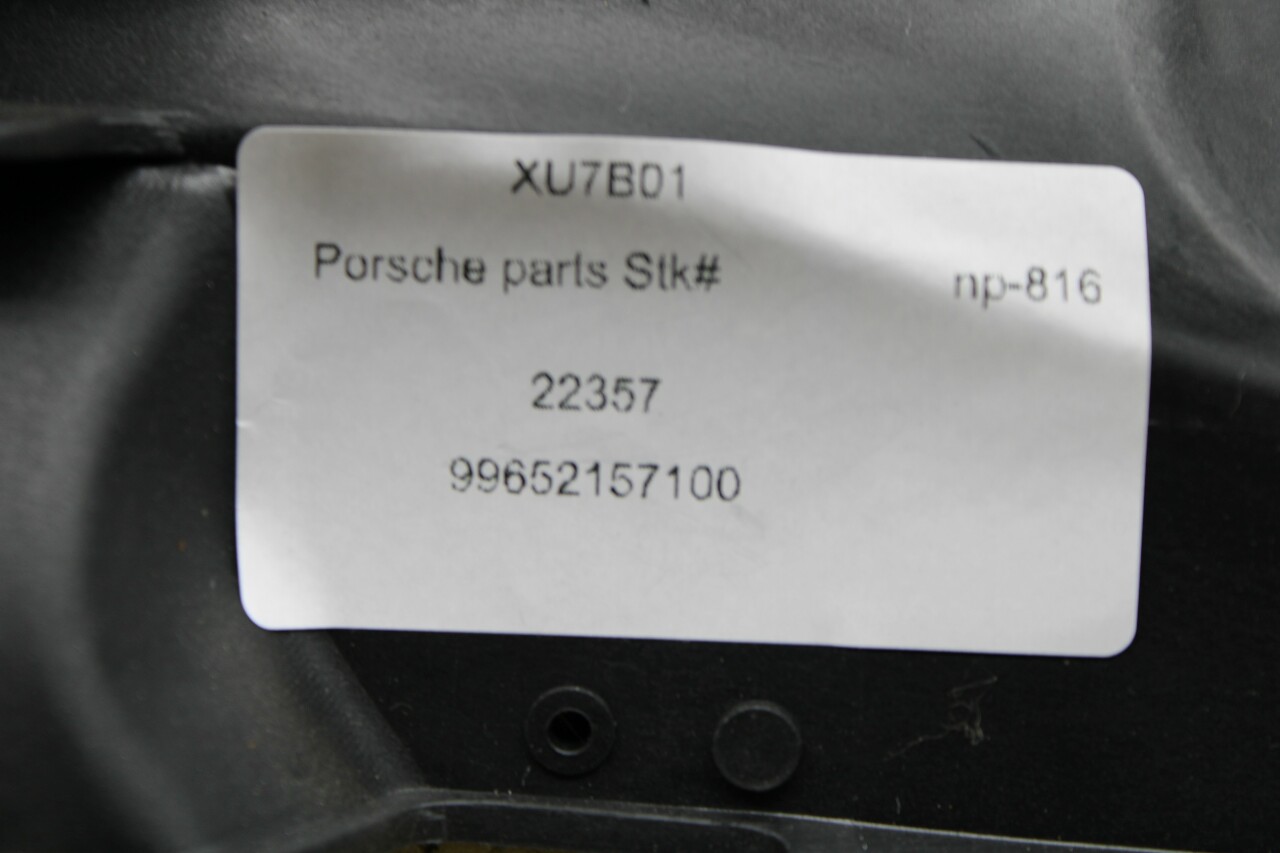 XU7B01
Porsche parts Stk# np-816
22357
99652157100